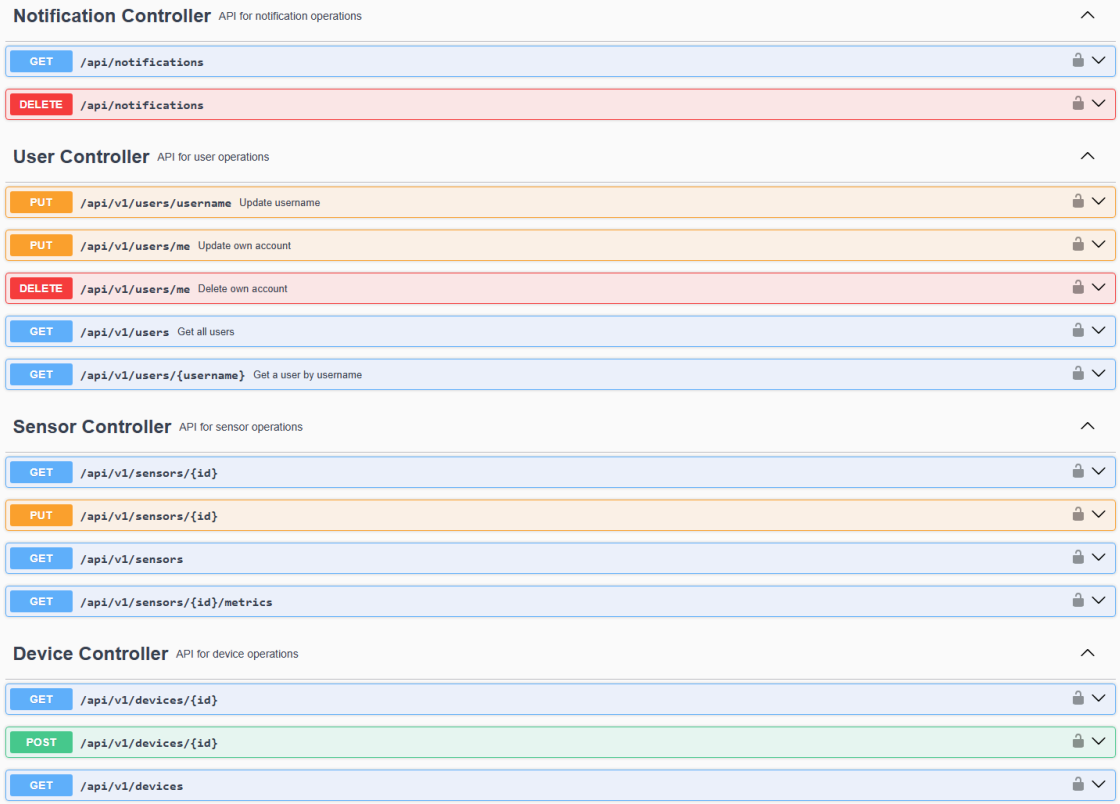 Notification Controller API for notification operations
GET /api/notifications
DELETE /api/notifications
User Controller API for user operations
PUT /api/v1/users/username Update username
PUT /api/v1/users/me Update own account
DELETE /api/v1/users/me Delete own account
GET /api/v1/users Get all users
GET /api/v1/users/{username} Get a user by username
Sensor Controller API for sensor operations
GET /api/v1/sensors/{id}
PUT /api/v1/sensors/{id}
GET /api/v1/sensors
GET /api/v1/sensors/{id}/metrics
Device Controller API for device operations
GET /api/v1/devices/{id}
POST /api/v1/devices/{id}
GET /api/v1/devices